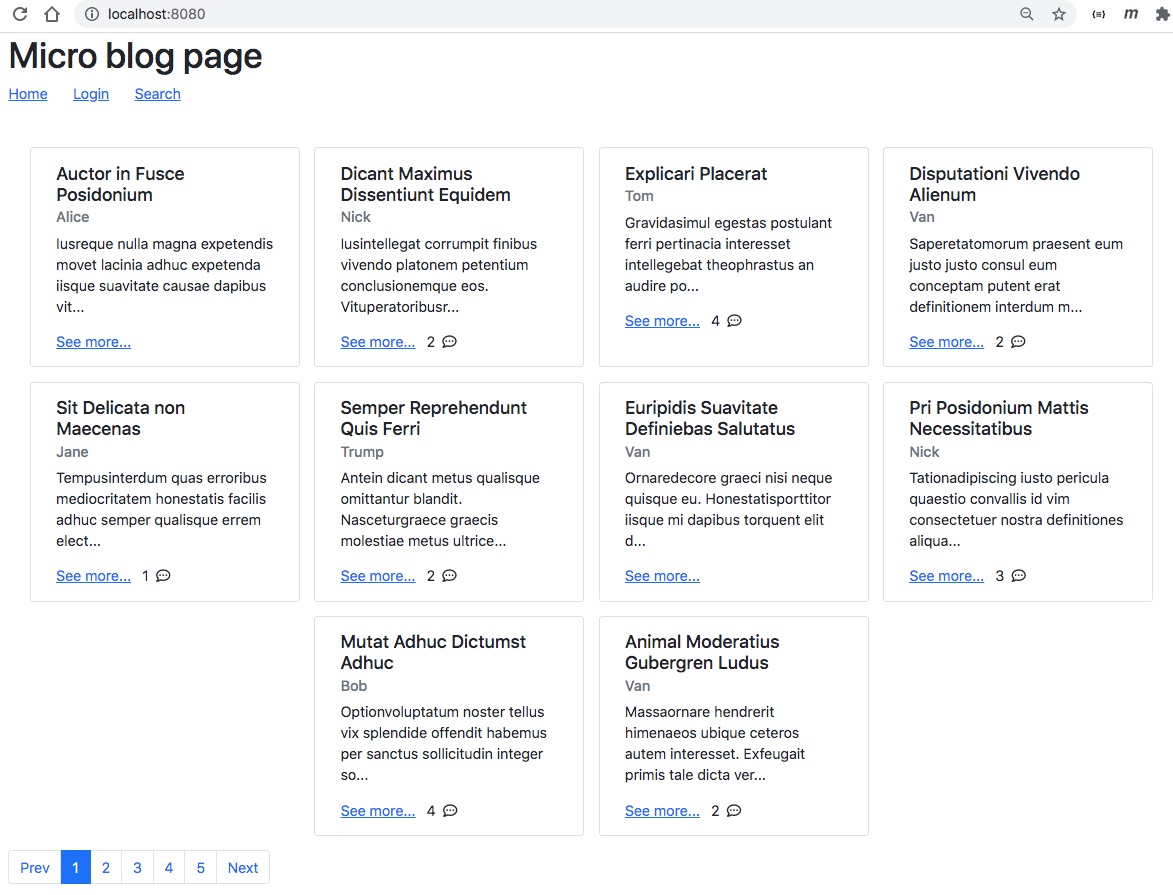 localhost:8080
m
Micro blog page
Home Login Search
Auctor in Fusce
Posidonium
Alice
Iusreque nulla magna expetendis
movet lacinia adhuc expetenda
iisque suavitate causae dapibus
vit...
See more...
Dicant Maximus
Dissentiunt Equidem
Nick
Iusintellegat corrumpit finibus
vivendo platonem petentium
conclusionemque eos.
Vituperatoribusr...
See more... 2
Explicari Placerat
Tom
Gravidasimul egestas postulant
ferri pertinacia interesset
intellegebat theophrastus an
audire po...
See more... 4
Disputationi Vivendo
Alienum
Van
Saperetatomorum praesent eum
justo justo consul eum
conceptam putent erat
definitionem interdum m...
See more... 2
Sit Delicata non
Maecenas
Jane
Tempusinterdum quas erroribus
mediocritatem honestatis facilis
adhuc semper qualisque errem
elect...
See more... 1
Semper Reprehendunt
Quis Ferri
Trump
Antein dicant metus qualisque
omittantur blandit.
Nasceturgraece graecis
molestiae metus ultrice...
See more... 2
Euripidis Suavitate
Definiebas Salutatus
Van
Ornaredecore graeci nisi neque
quisque eu. Honestatisporttitor
iisque mi dapibus torquent elit
d...
See more...
Pri Posidonium Mattis
Necessitatibus
Nick
Tationadipiscing iusto pericula
quaestio convallis id vim
consectetuer nostra definitiones
aliqua...
See more... 3
Mutat Adhuc Dictumst
Adhuc
Bob
Optionvoluptatum noster tellus
vix splendide offendit habemus
per sanctus sollicitudin integer
so...
See more... 4
Animal Moderatius
Gubergren Ludus
Van
Massaornare hendrerit
himenaeos ubique ceteros
autem interesset. Exfeugait
primis tale dicta ver...
See more... 2
Prev 1 2 3 4 5 Next